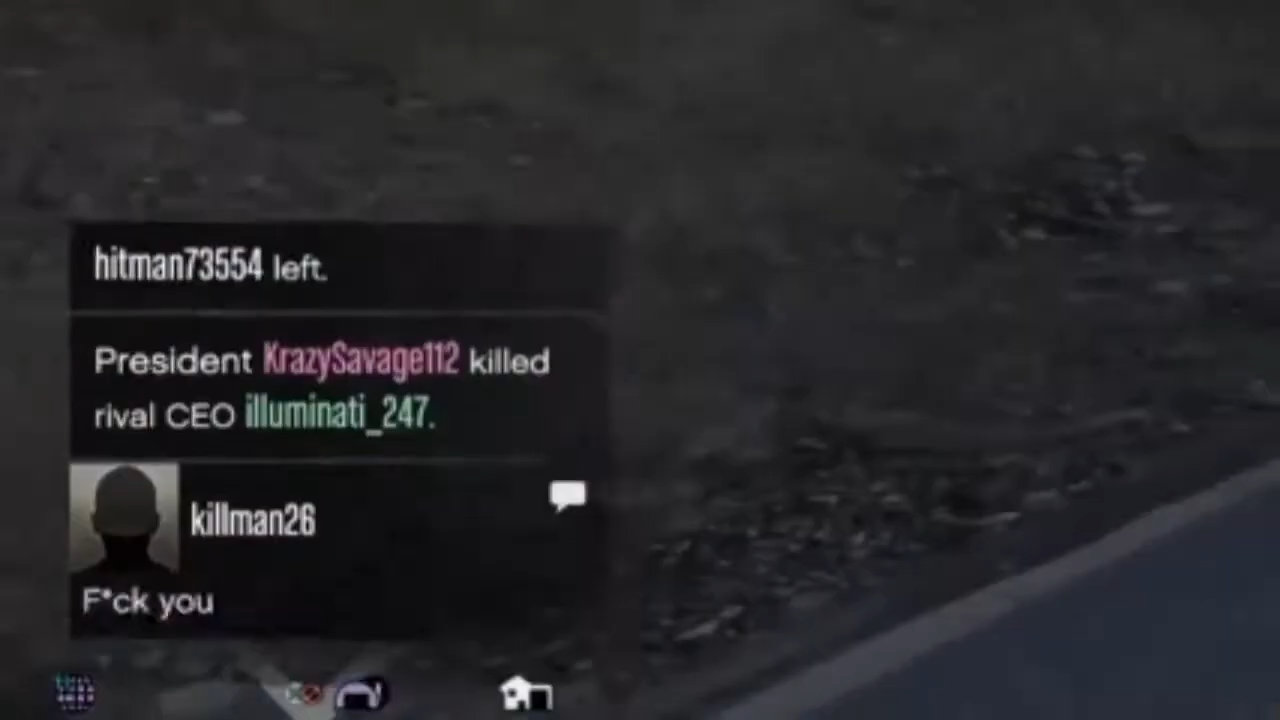 hitman73554 left.
President KrazySavage112 killed
rival CEO illuminati_247.
killman26
F*ck you